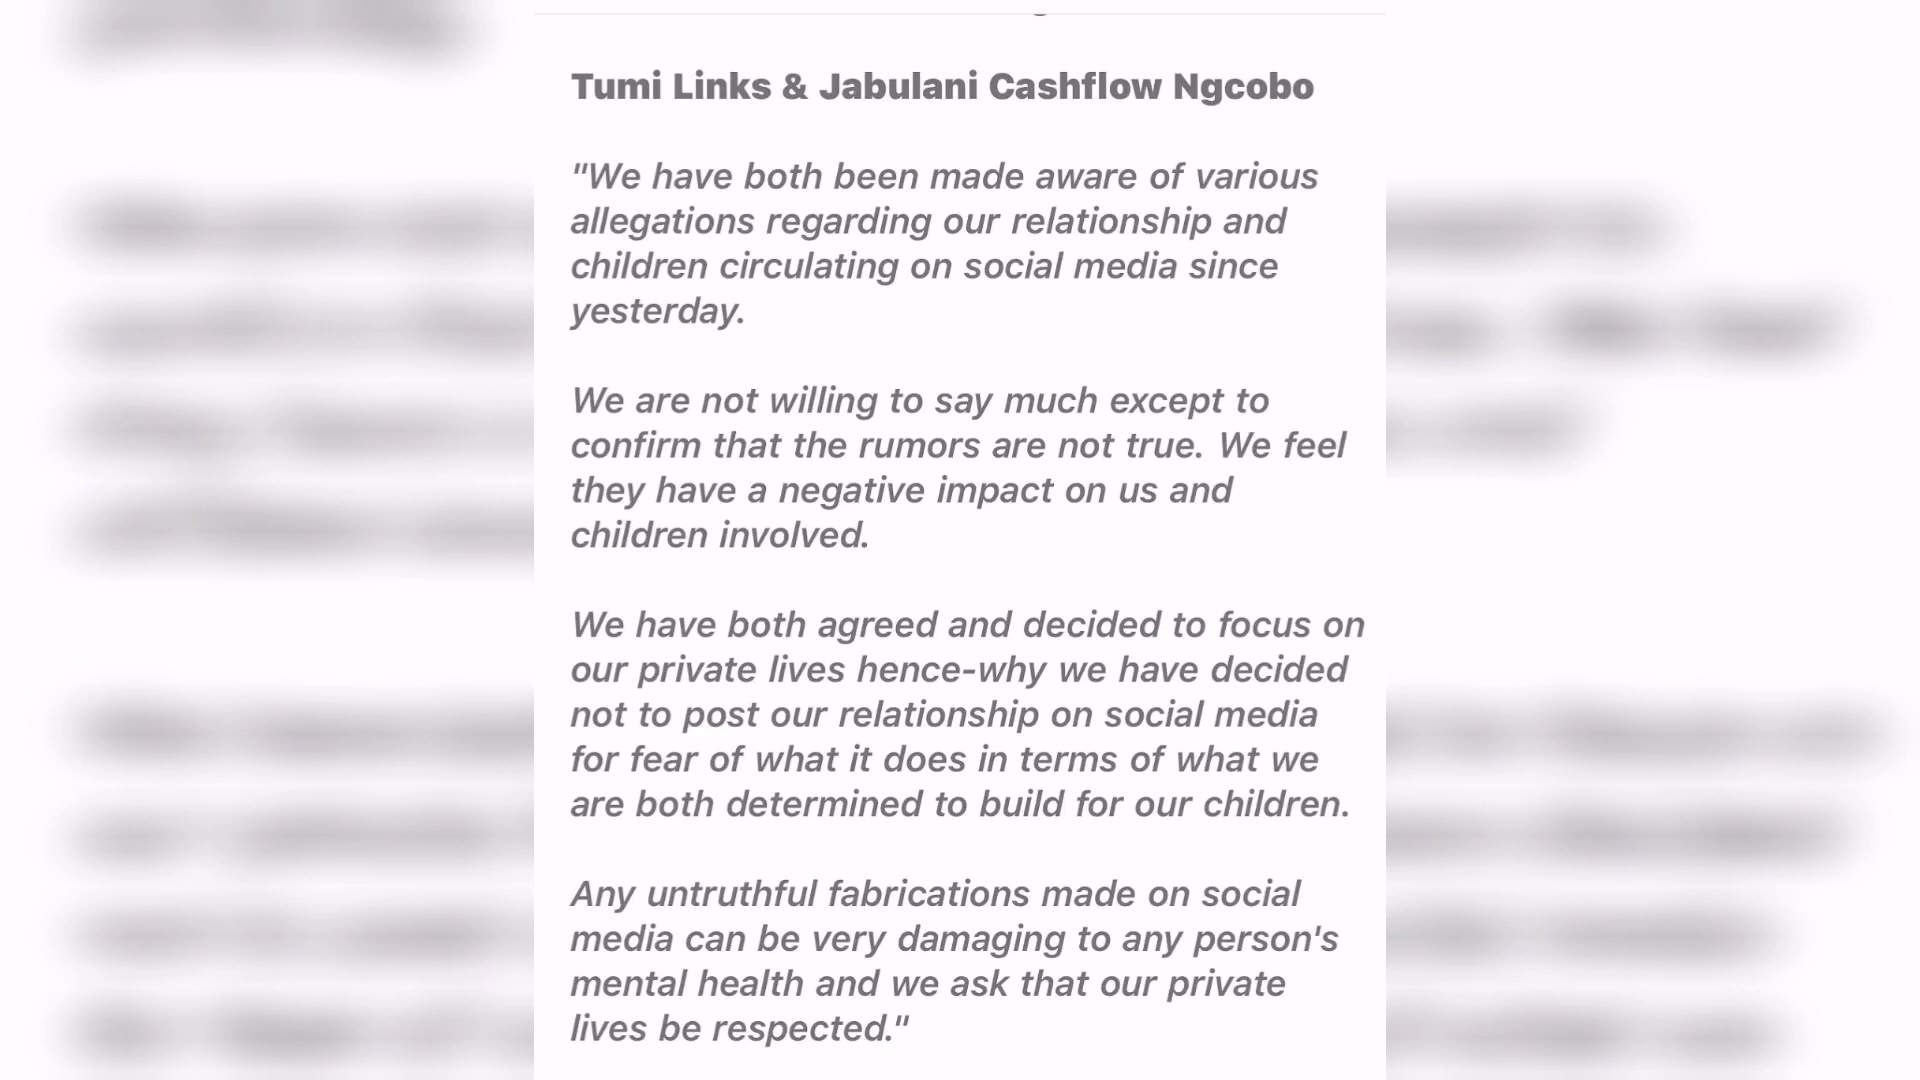 Tumi Links & Jabulani Cashflow Ngcobo
"We have both been made aware of various
allegations regarding our relationship and
children circulating on social media since
yesterday.
We are not willing to say much except to
confirm that the rumors are not true. We feel
they have a negative impact on us and
children involved.
We have both agreed and decided to focus on
our private lives hence-why we have decided
not to post our relationship on social media
for fear of what it does in terms of what we
are both determined to build for our children.
Any untruthful fabrications made on social
media can be very damaging to any person's
mental health and we ask that our private
lives be respected."